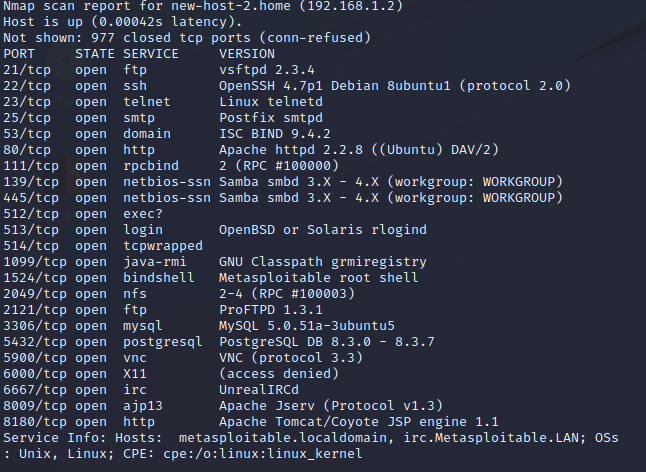 Nmap scan report for new-host-2.home (192.168.1.2)
Host is up (0.00042s latency).
Not shown: 977 closed tcp ports (conn-refused)
PORT     STATE SERVICE     VERSION
21/tcp   open  ftp         vsftpd 2.3.4
22/tcp   open  ssh         OpenSSH 4.7p1 Debian 8ubuntu1 (protocol 2.0)
23/tcp   open  telnet      Linux telnetd
25/tcp   open  smtp        Postfix smtpd
53/tcp   open  domain      ISC BIND 9.4.2
80/tcp   open  http        Apache httpd 2.2.8 ((Ubuntu) DAV/2)
111/tcp  open  rpcbind     2 (RPC #100000)
139/tcp  open  netbios-ssn Samba smbd 3.X - 4.X (workgroup: WORKGROUP)
445/tcp  open  netbios-ssn Samba smbd 3.X - 4.X (workgroup: WORKGROUP)
512/tcp  open  exec?
513/tcp  open  login       OpenBSD or Solaris rlogind
514/tcp  open  tcpwrapped
1099/tcp open  java-rmi    GNU Classpath grmiregistry
1524/tcp open  bindshell   Metasploitable root shell
2049/tcp open  nfs         2-4 (RPC #100003)
2121/tcp open  ftp         ProFTPD 1.3.1
3306/tcp open  mysql       MySQL 5.0.51a-3ubuntu5
5432/tcp open  postgresql  PostgreSQL DB 8.3.0 - 8.3.7
5900/tcp open  vnc         VNC (protocol 3.3)
6000/tcp open  X11         (access denied)
6667/tcp open  irc         UnrealIRCd
8009/tcp open  ajp13       Apache Jserv (Protocol v1.3)
8180/tcp open  http        Apache Tomcat/Coyote JSP engine 1.1
Service Info: Hosts:  metasploitable.localdomain, irc.Metasploitable.LAN; OSs
: Unix, Linux; CPE: cpe:/o:linux:linux_kernel